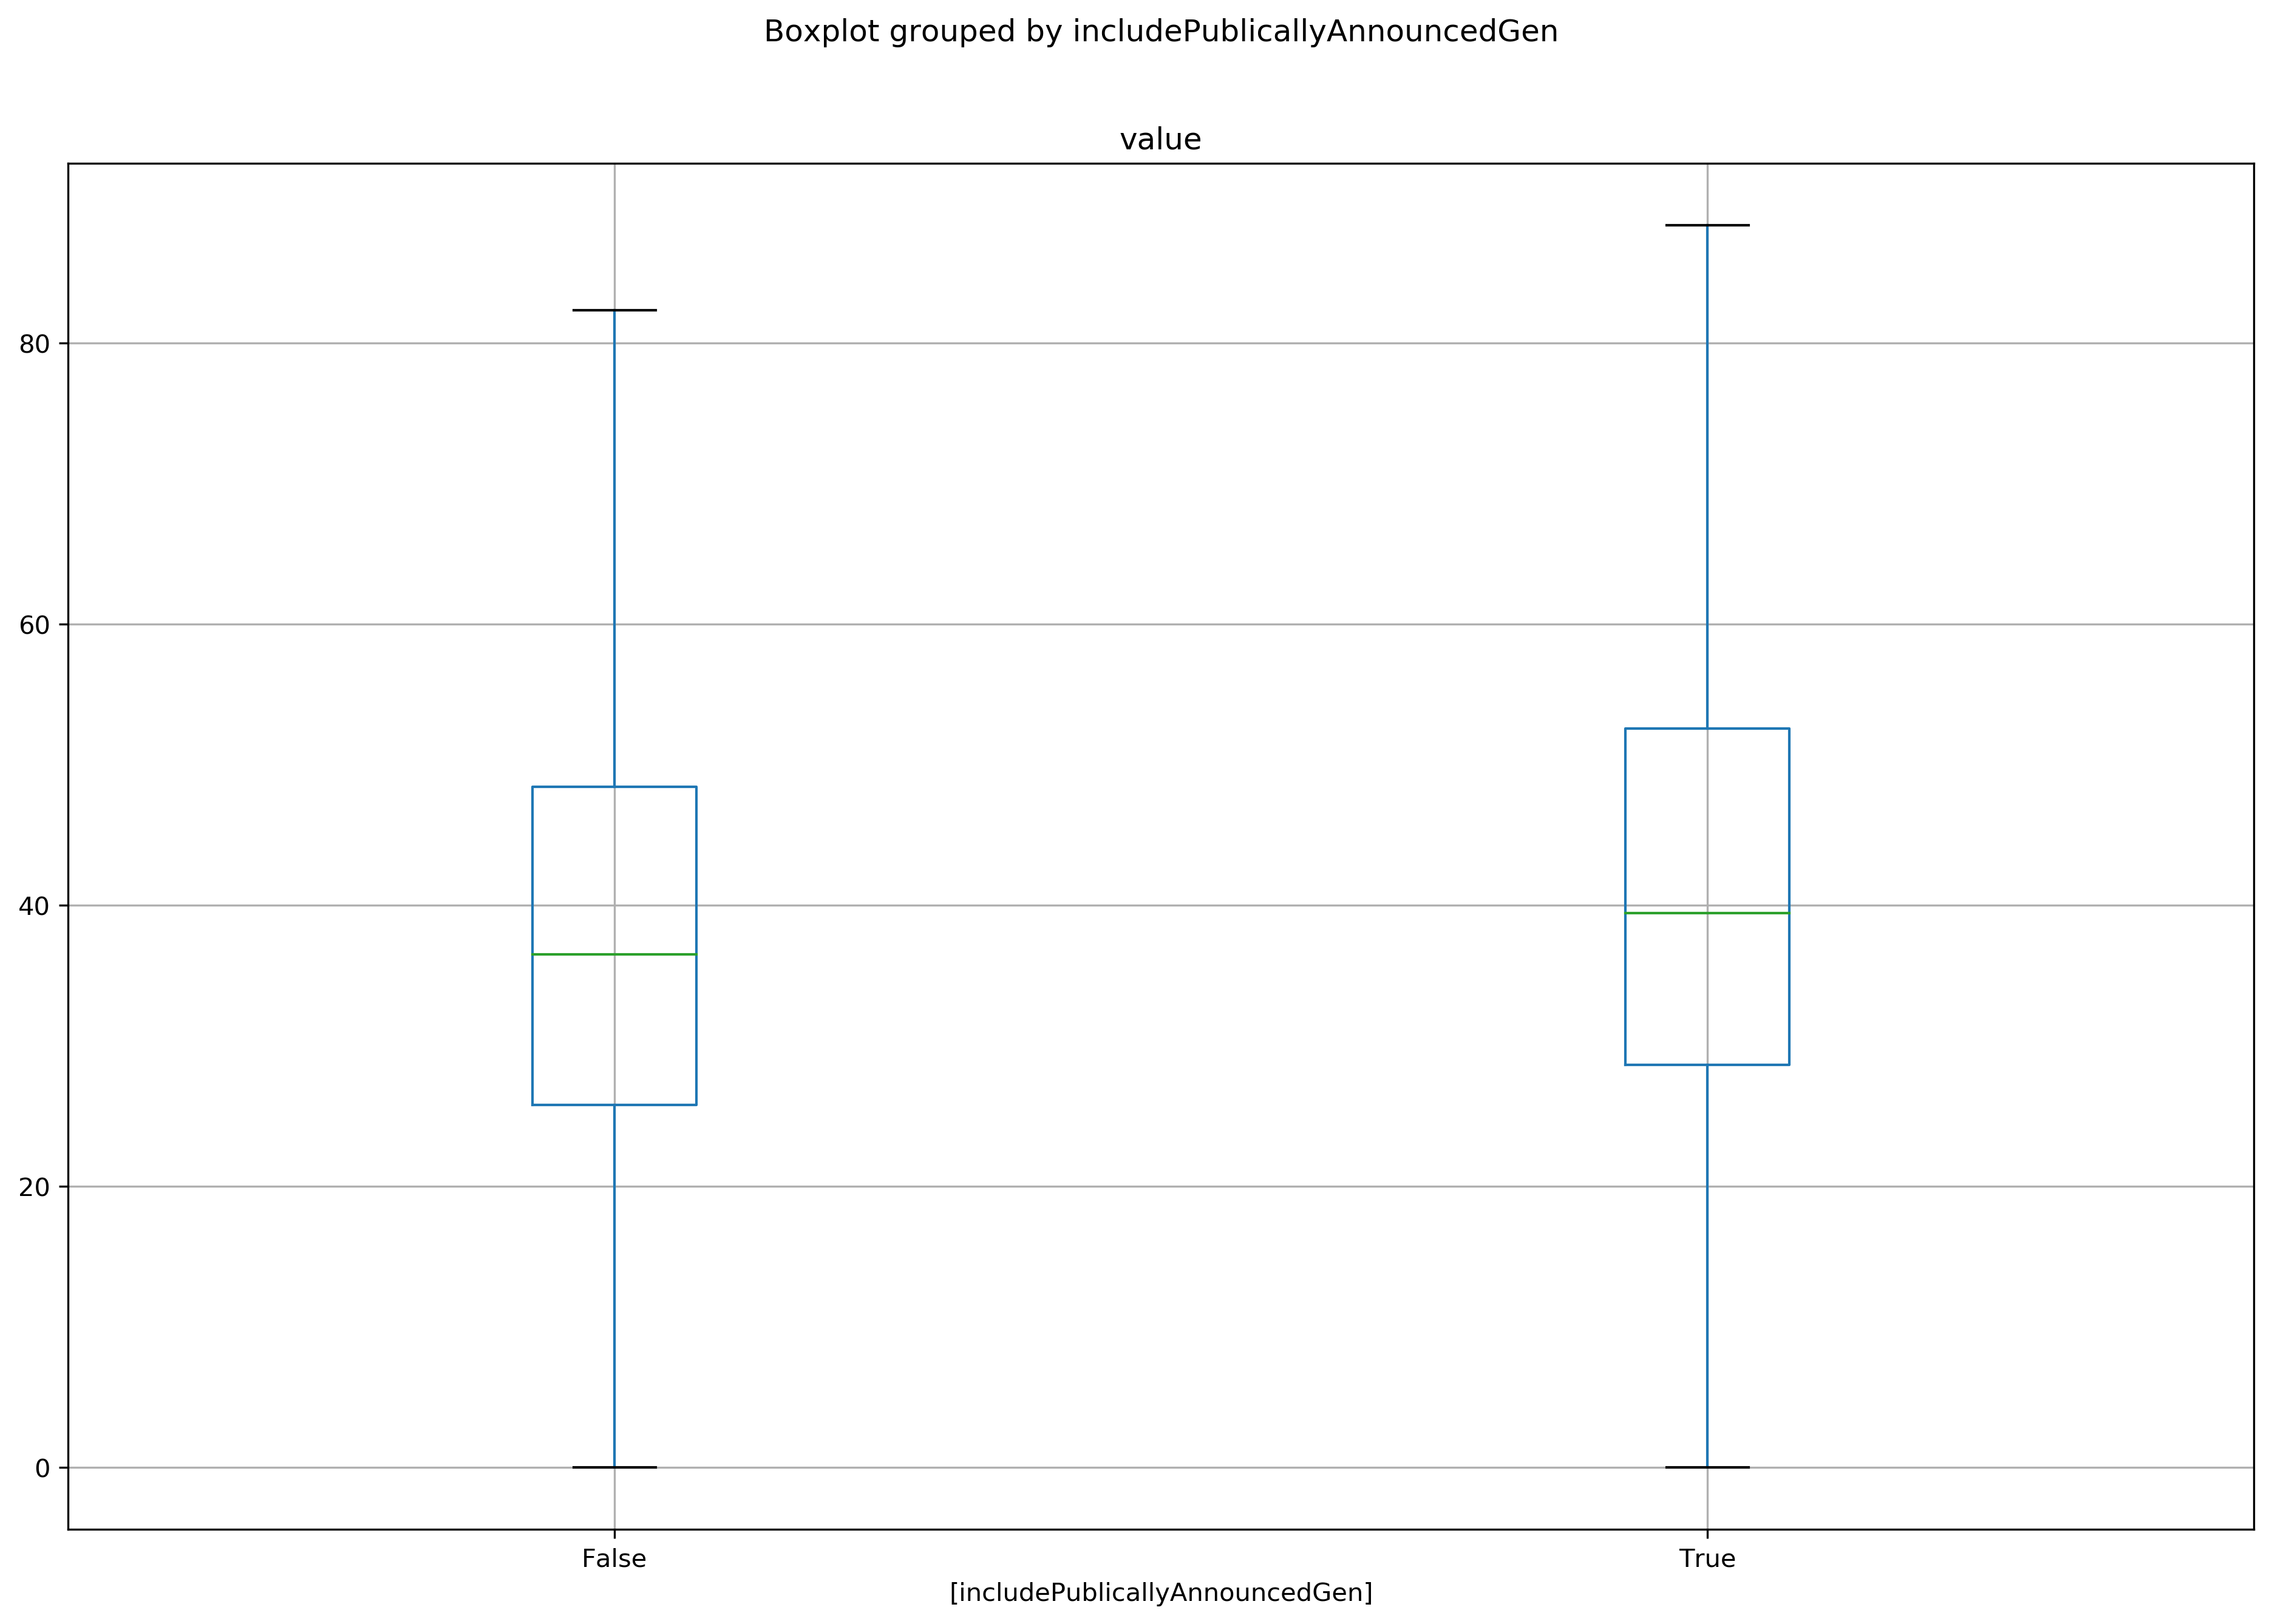 Boxplot grouped by includePublicallyAnnouncedGen
value
80
60
40
20
0
False True
[includePublicallyAnnouncedGen]